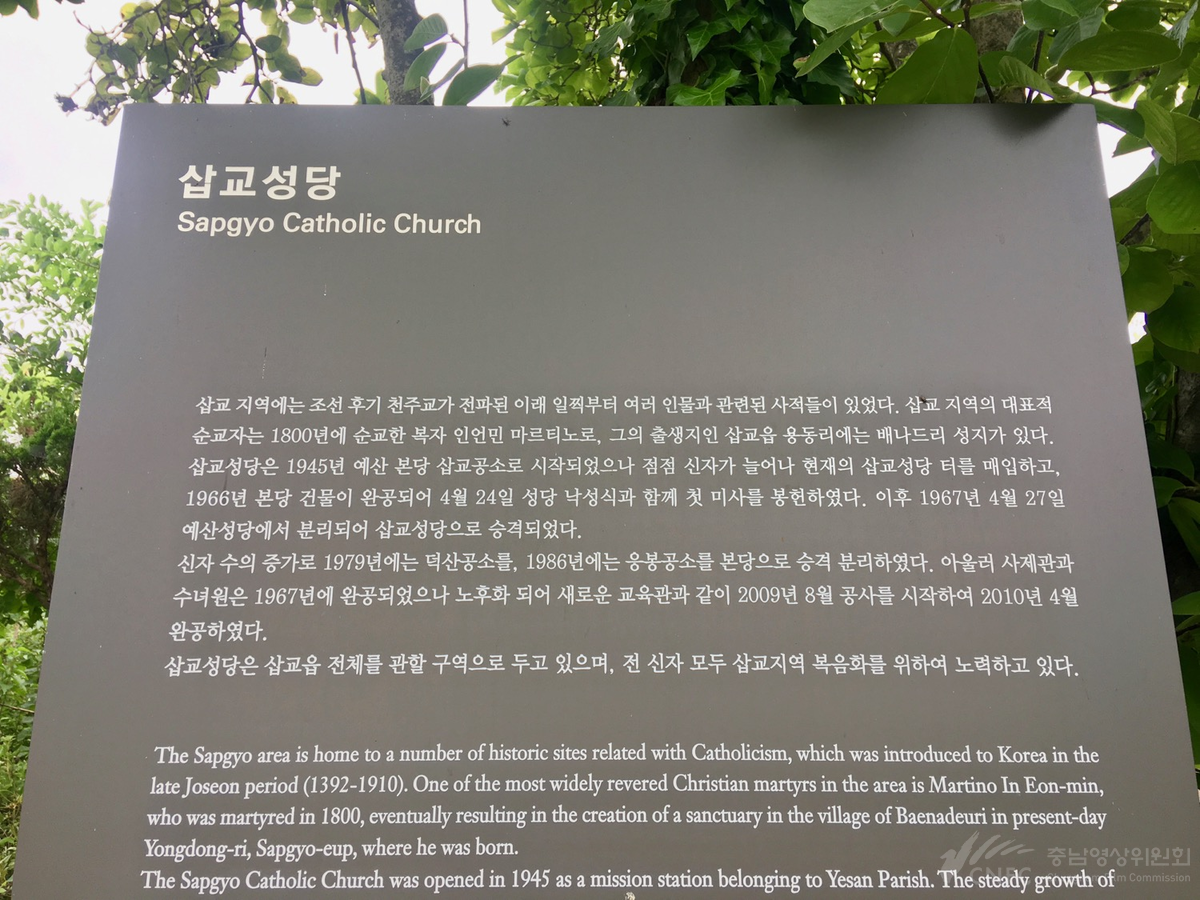 삽교성당
Sapgyo Catholic Church
삽교 지역에는 조선 후기 천주교가 전파된 이래 일찍부터 여러 인물과 관련된 사적들이 있었다. 삽교 지역의 대표적
순교자는 1800년에 순교한 복자 인언민 마르티노로, 그의 출생지인 삽교읍 용동리에는 배나드리 성지가 있다.
삽교성당은 1945년 예산 본당 삽교공소로 시작되었으나 점점 신자가 늘어나 현재의 삽교성당 터를 매입하고,
1966년 본당 건물이 완공되어 4월 24일 성당 낙성식과 함께 첫 미사를 봉헌하였다. 이후 1967년 4월 27일
예산성당에서 분리되어 삽교성당으로 승격되었다.
신자 수의 증가로 1979년에는 덕산공소를, 1986년에는 응봉공소를 본당으로 승격 분리하였다. 아울러 사제관과
수녀원은 1967년에 완공되었으나 노후화 되어 새로운 교육관과 같이 2009년 8월 공사를 시작하여 2010년 4월
완공하였다.
삽교성당은 삽교읍 전체를 관할 구역으로 두고 있으며, 전 신자 모두 삽교지역 복음화를 위하여 노력하고 있다.
The Sapgyo area is home to a number of historic sites related with Catholicism, which was introduced to Korea in the
late Joseon period (1392-1910). One of the most widely revered Christian martyrs in the area is Martino In Eon-min,
who was martyred in 1800, eventually resulting in the creation of a sanctuary in the village of Baenadeuri in present-day
Yongdong-ri, Sapgyo-eup, where he was born.
The Sapgyo Catholic Church was opened in 1945 as a mission station belonging to Yesan Parish. The steady growth of
충남영상위원회
CNFC
Commission